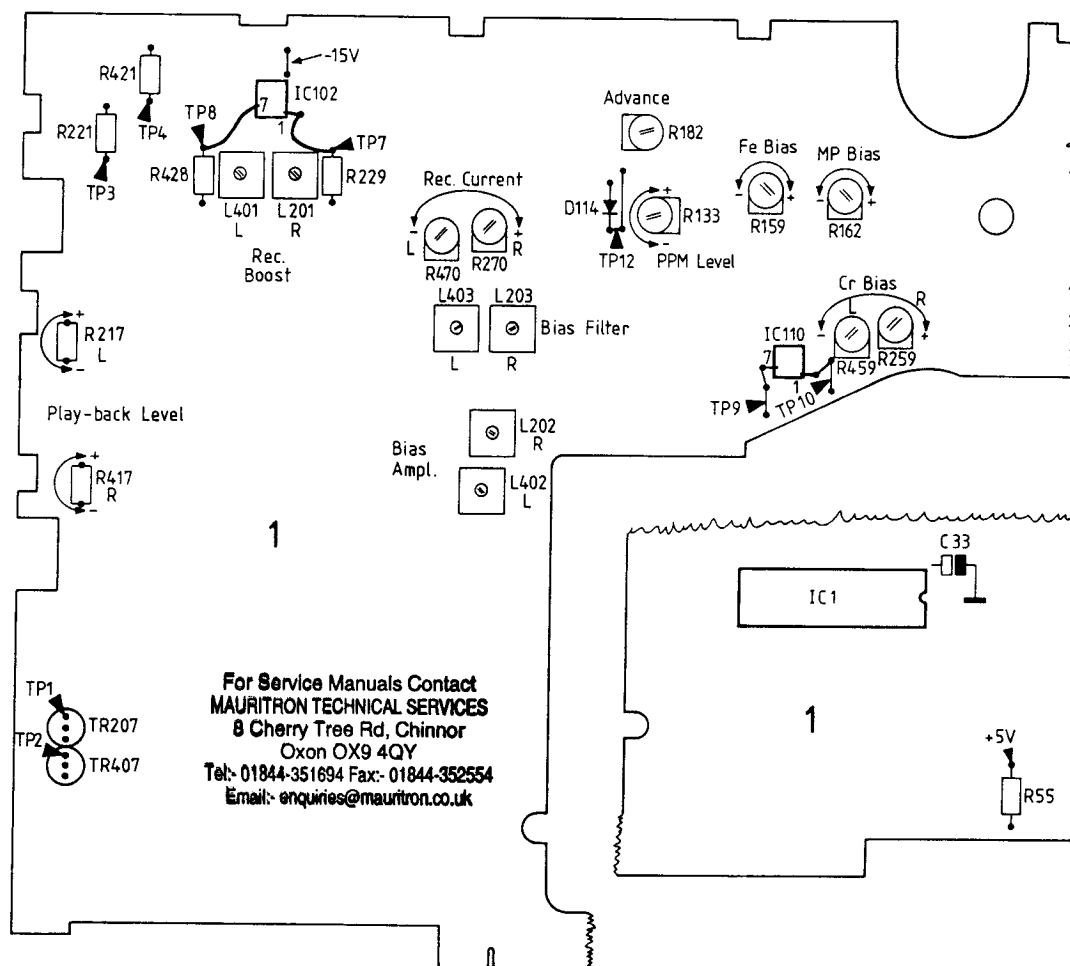 -15V
R421
IC102
7
1
TP8
TP4
R221
TP3
TP7
R428
R229
L401
L
L201
R
Rec.
Boost
Advance
R182
Fe Bias
MP Bias
- +
- +
R159
R162
Rec. Current
- +
L R
R470
R270
D114
+
R133
-
TP12
PPM Level
L403
L203
Bias Filter
L
R
Cr Bias
L
R
- +
IC110
7
1
R459
R259
TP9
TP10
+
R217
L
-
Play-back Level
+
R417
R
-
L202
R
Bias
Ampl.
L402
L
1
C33
IC1
1
+5V
R55
TP1
TR207
TP2
TR407
For Service Manuals Contact
MAURITRON TECHNICAL SERVICES
8 Cherry Tree Rd, Chinnor
Oxon OX9 4QY
Tel:- 01844-351694 Fax:- 01844-352554
Email:- enquiries@mauritron.co.uk